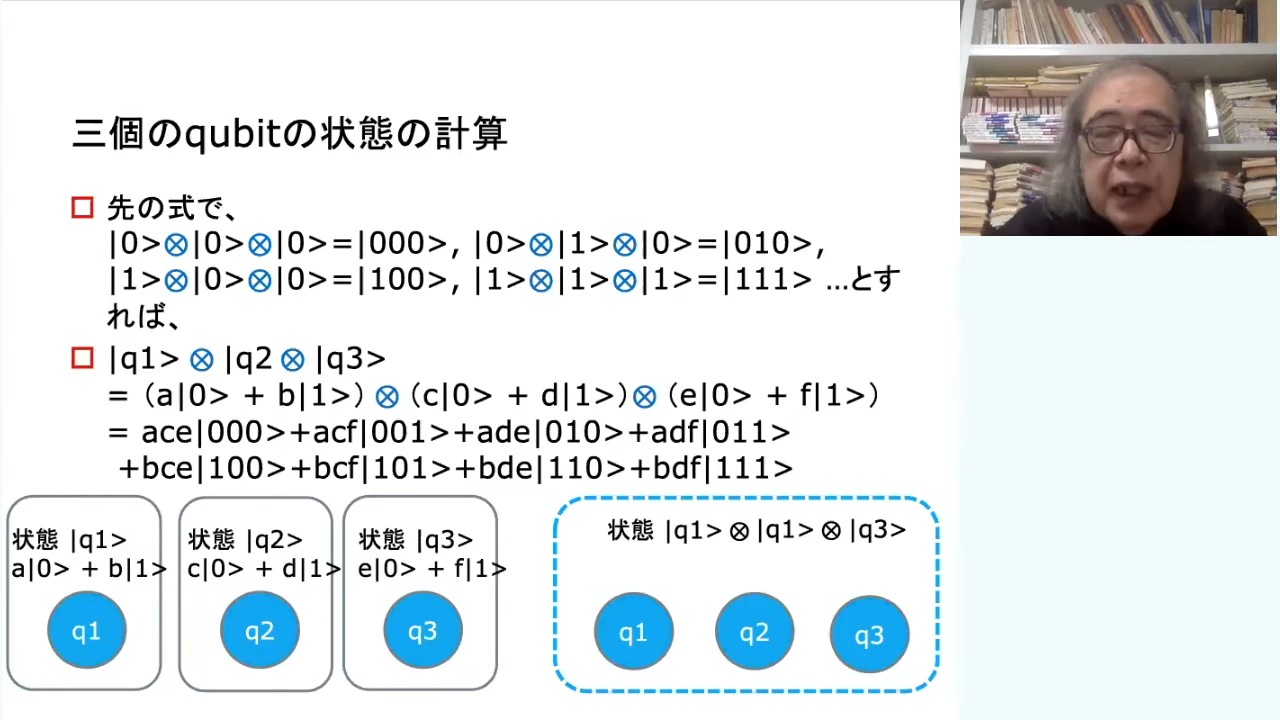 三個のqubitの状態の計算
先の式で、
|0>⊗|0>⊗|0>=|000>, |0>⊗|1>⊗|0>=|010>,
|1>⊗|0>⊗|0>=|100>, |1>⊗|1>⊗|1>=|111> …とす
れば、
|q1> ⊗ |q2 ⊗ |q3>
=（a|0> + b|1>）⊗（c|0> + d|1>）⊗（e|0> + f|1>）
= ace|000>+acf|001>+ade|010>+adf|011>
+bce|100>+bcf|101>+bde|110>+bdf|111>
状態 |q1>
a|0> + b|1>
q1
状態 |q2>
c|0> + d|1>
q2
状態 |q3>
e|0> + f|1>
q3
状態 |q1> ⊗ |q1> ⊗ |q3>
q1 q2 q3